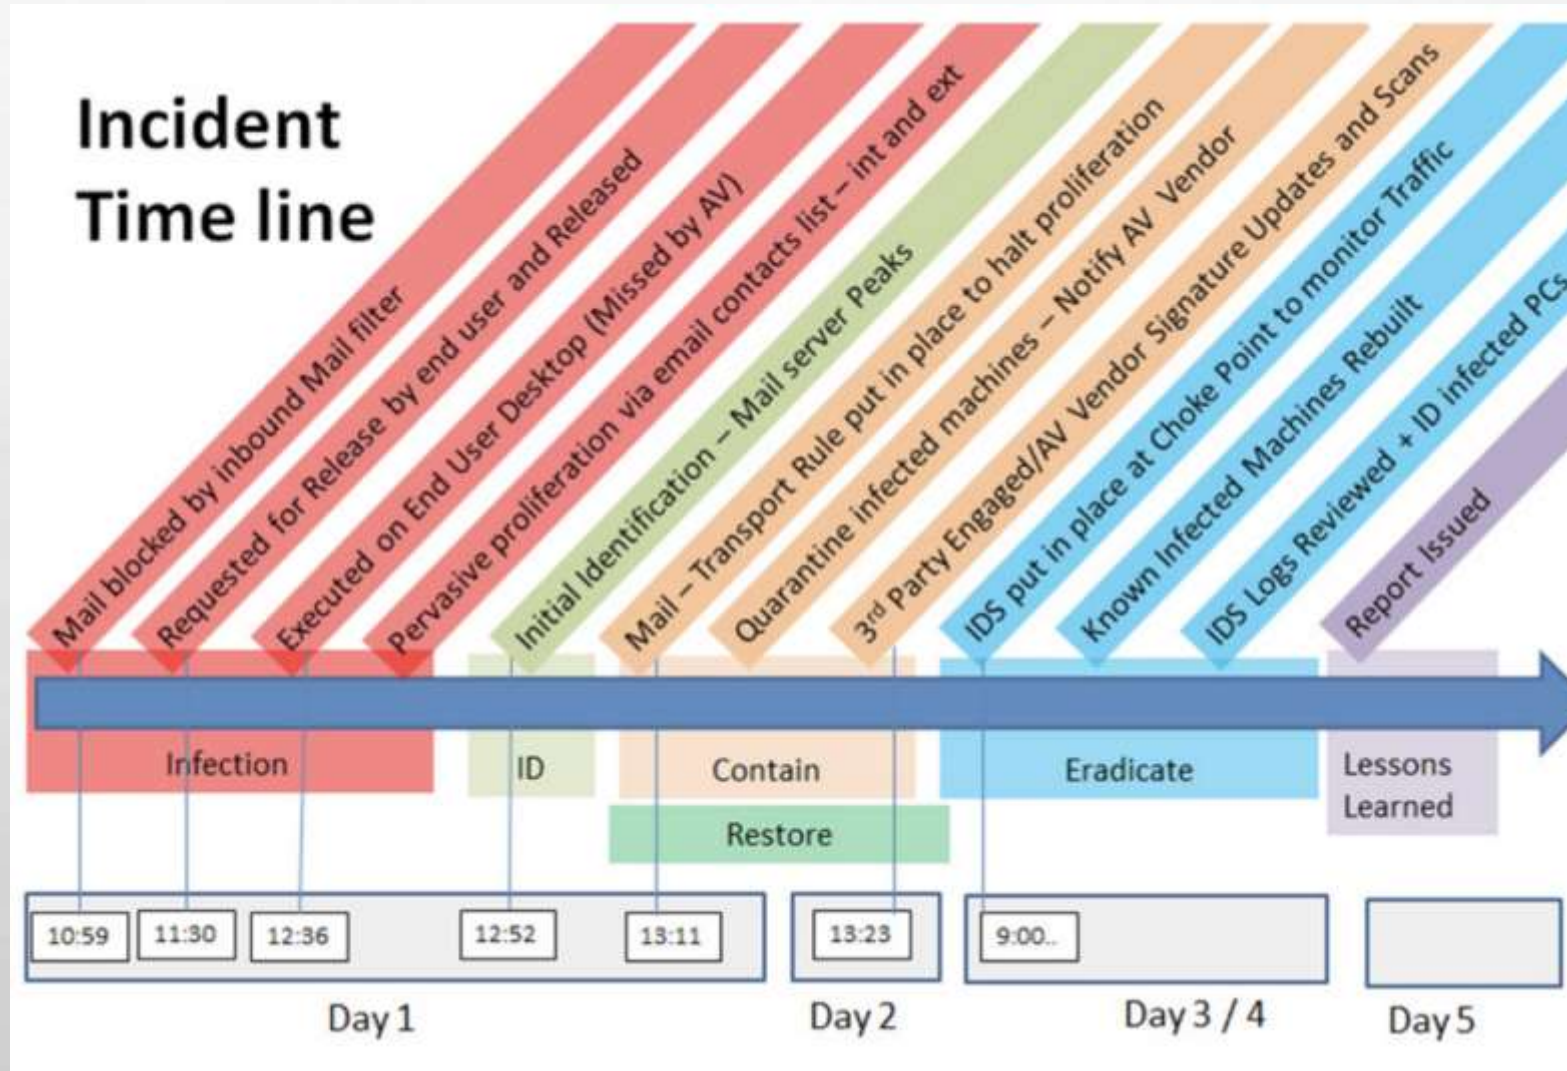 Incident
Time line
Mail blocked by inbound Mail filter
Requested for Release by end user and Released
Executed on End User Desktop (Missed by AV)
Pervasive proliferation via email contacts list – int and ext
Initial Identification – Mail server Peaks
Mail – Transport Rule put in place to halt proliferation
Quarantine infected machines – Notify AV Vendor
3rd Party Engaged/AV Vendor Signature Updates and Scans
IDS put in place at Choke Point to monitor Traffic
Known Infected Machines Rebuilt
IDS Logs Reviewed + ID infected PCs
Report Issued
Infection
ID
Contain
Eradicate
Lessons
Learned
Restore
10:59
11:30
12:36
12:52
13:11
13:23
9:00..
Day 1
Day 2
Day 3 / 4
Day 5